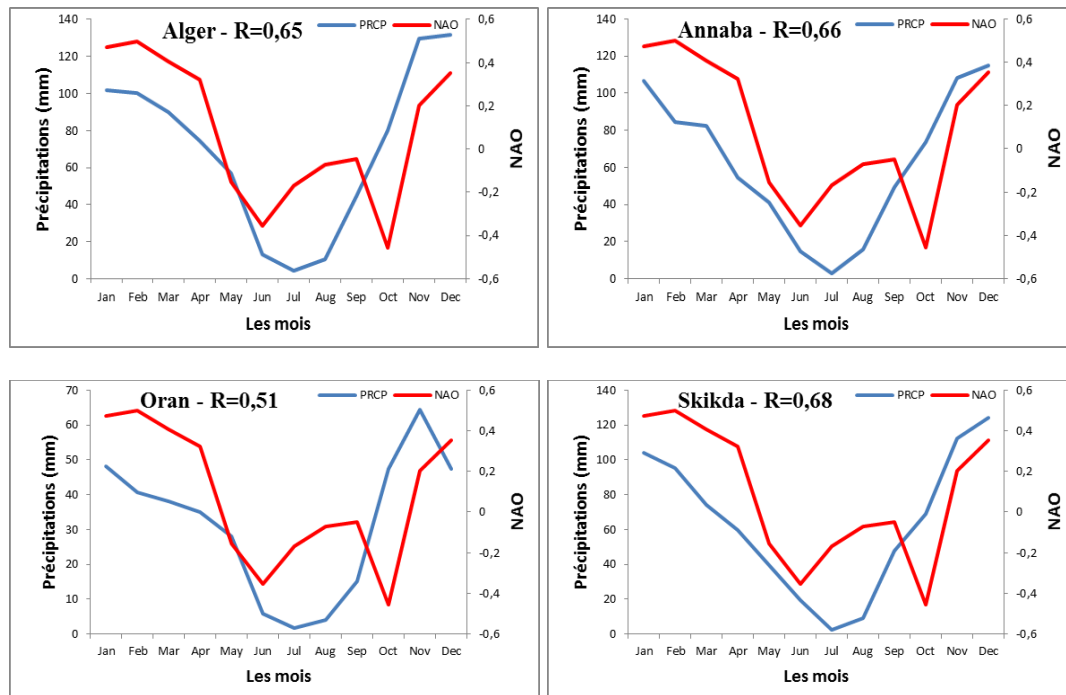 Alger - R=0,65
PRCP NAO
Précipitations (mm)
140
120
100
80
60
40
20
0
0,6
0,4
0,2
0
-0,2
-0,4
-0,6
NAO
Jan Feb Mar Apr May Jun Jul Aug Sep Oct Nov Dec
Les mois
Annaba - R=0,66
PRCP NAO
Précipitations (mm)
140
120
100
80
60
40
20
0
0,6
0,4
0,2
0
-0,2
-0,4
-0,6
NAO
Jan Feb Mar Apr May Jun Jul Aug Sep Oct Nov Dec
Les mois
Oran - R=0,51
PRCP NAO
Précipitations (mm)
70
60
50
40
30
20
10
0
0,6
0,4
0,2
0
-0,2
-0,4
-0,6
NAO
Jan Feb Mar Apr May Jun Jul Aug Sep Oct Nov Dec
Les mois
Skikda - R=0,68
PRCP NAO
Précipitations (mm)
140
120
100
80
60
40
20
0
0,6
0,4
0,2
0
-0,2
-0,4
-0,6
NAO
Jan Feb Mar Apr May Jun Jul Aug Sep Oct Nov Dec
Les mois